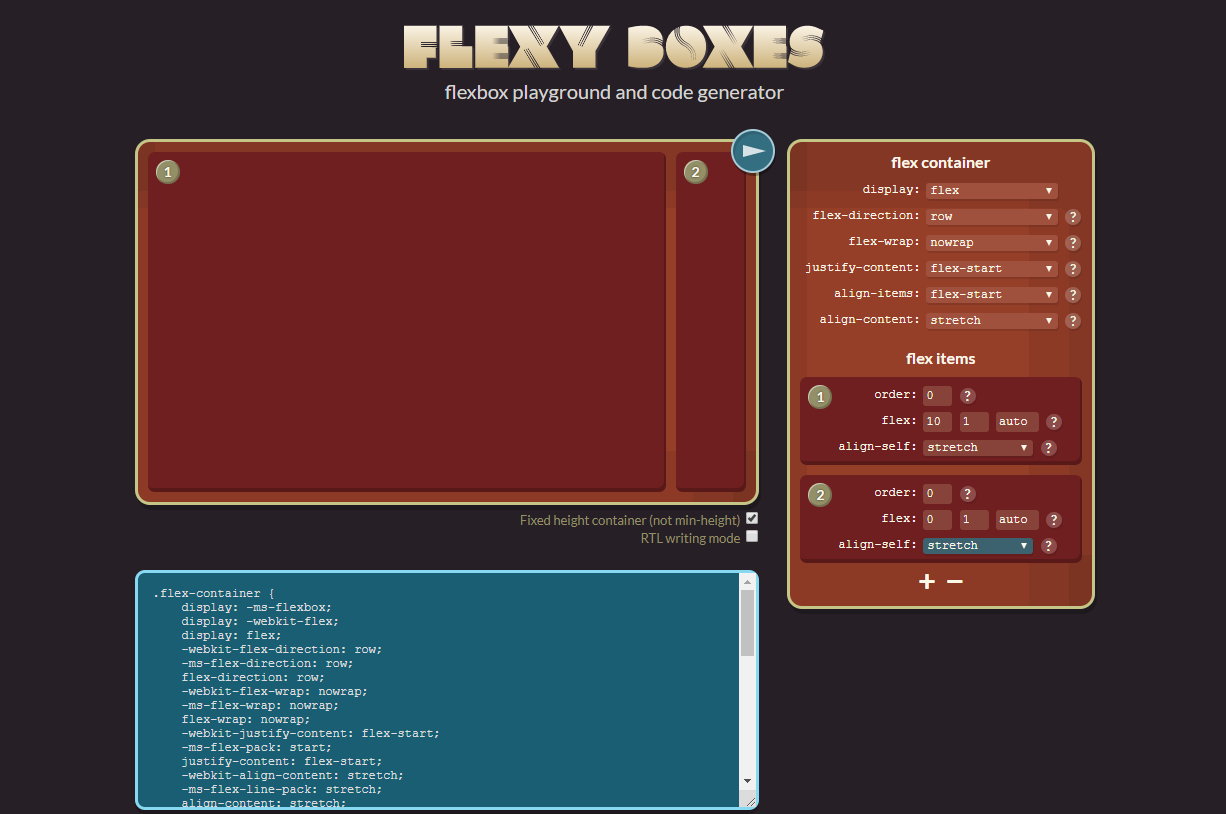 FLEXY BOXES
flexbox playground and code generator
1
2
Fixed height container (not min-height)
RTL writing mode
.flex-container {
display: -ms-flexbox;
display: -webkit-flex;
display: flex;
-webkit-flex-direction: row;
-ms-flex-direction: row;
flex-direction: row;
-webkit-flex-wrap: nowrap;
-ms-flex-wrap: nowrap;
flex-wrap: nowrap;
-webkit-justify-content: flex-start;
-ms-flex-pack: start;
justify-content: flex-start;
-webkit-align-content: stretch;
-ms-flex-line-pack: stretch;
align-content: stretch;
flex container
display: flex
flex-direction: row ?
flex-wrap: nowrap ?
justify-content: flex-start ?
align-items: flex-start ?
align-content: stretch ?
flex items
1 order: 0 ?
flex: 10 1 auto ?
align-self: stretch ?
2 order: 0 ?
flex: 0 1 auto ?
align-self: stretch ?
+ −